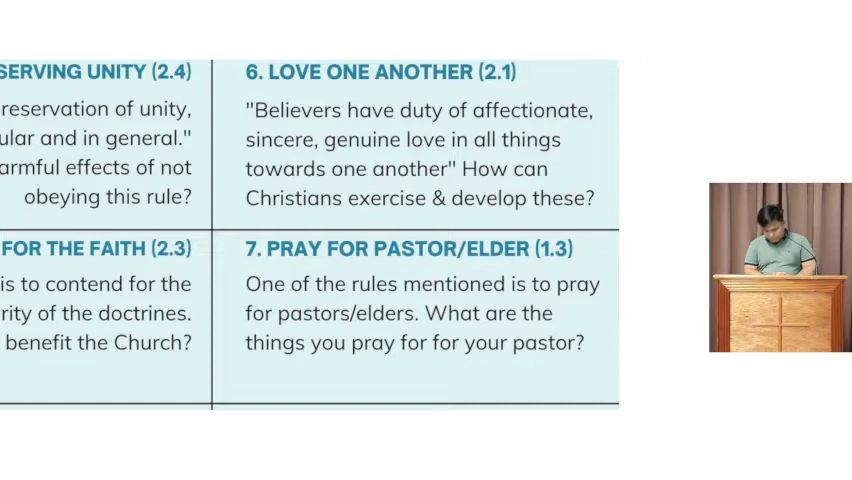 SERVING UNITY (2.4)
reservation of unity,
ular and in general."
armful effects of not
obeying this rule?
6. LOVE ONE ANOTHER (2.1)
"Believers have duty of affectionate,
sincere, genuine love in all things
towards one another" How can
Christians exercise & develop these?
FOR THE FAITH (2.3)
is to contend for the
rity of the doctrines.
benefit the Church?
7. PRAY FOR PASTOR/ELDER (1.3)
One of the rules mentioned is to pray
for pastors/elders. What are the
things you pray for for your pastor?